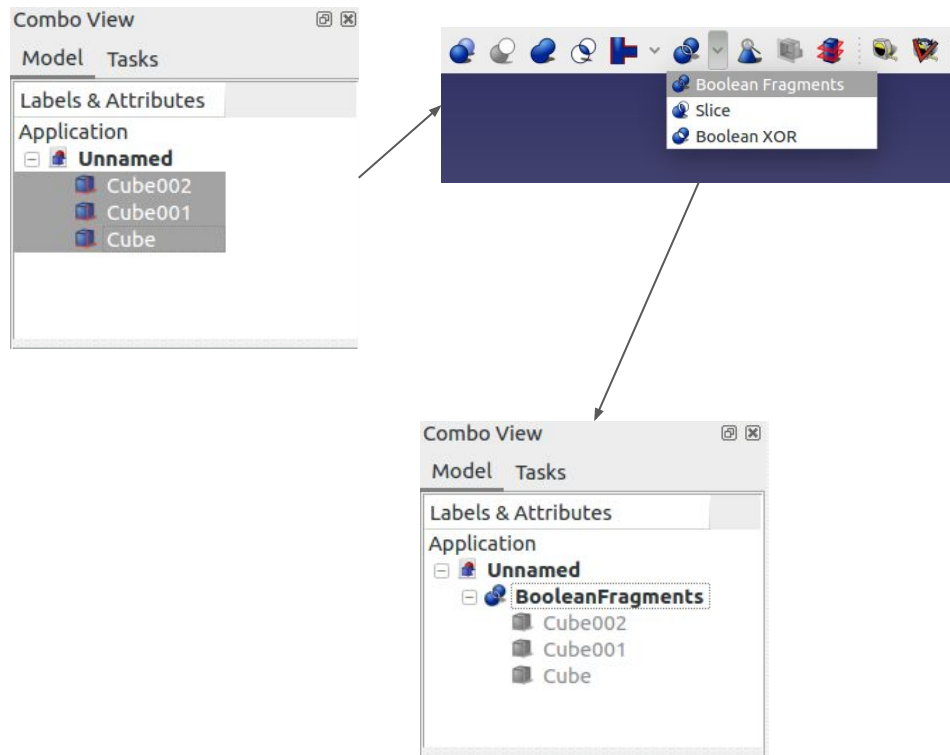 Combo View
Model Tasks
Labels & Attributes
Application
Unnamed
Cube002
Cube001
Cube
Boolean Fragments
Slice
Boolean XOR
Combo View
Model Tasks
Labels & Attributes
Application
Unnamed
BooleanFragments
Cube002
Cube001
Cube